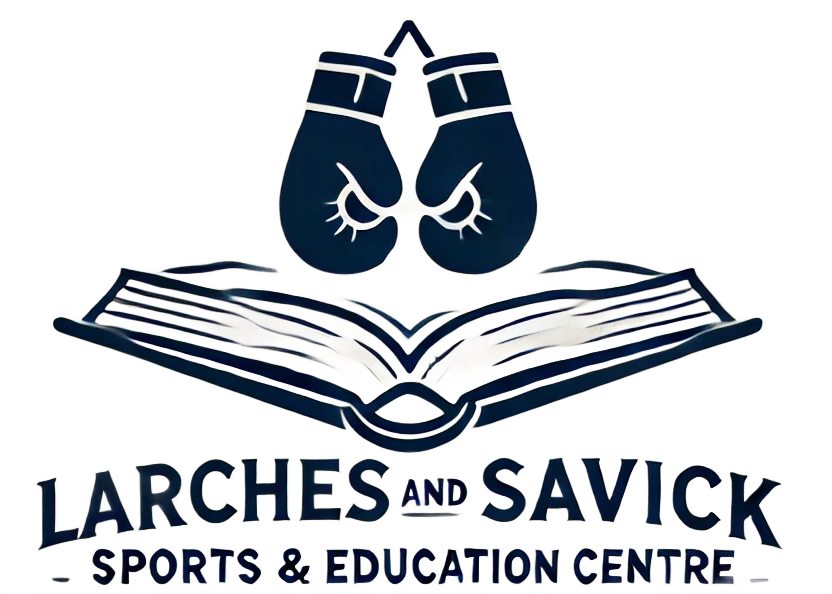 LARCHES AND SAVICK
SPORTS & EDUCATION CENTRE